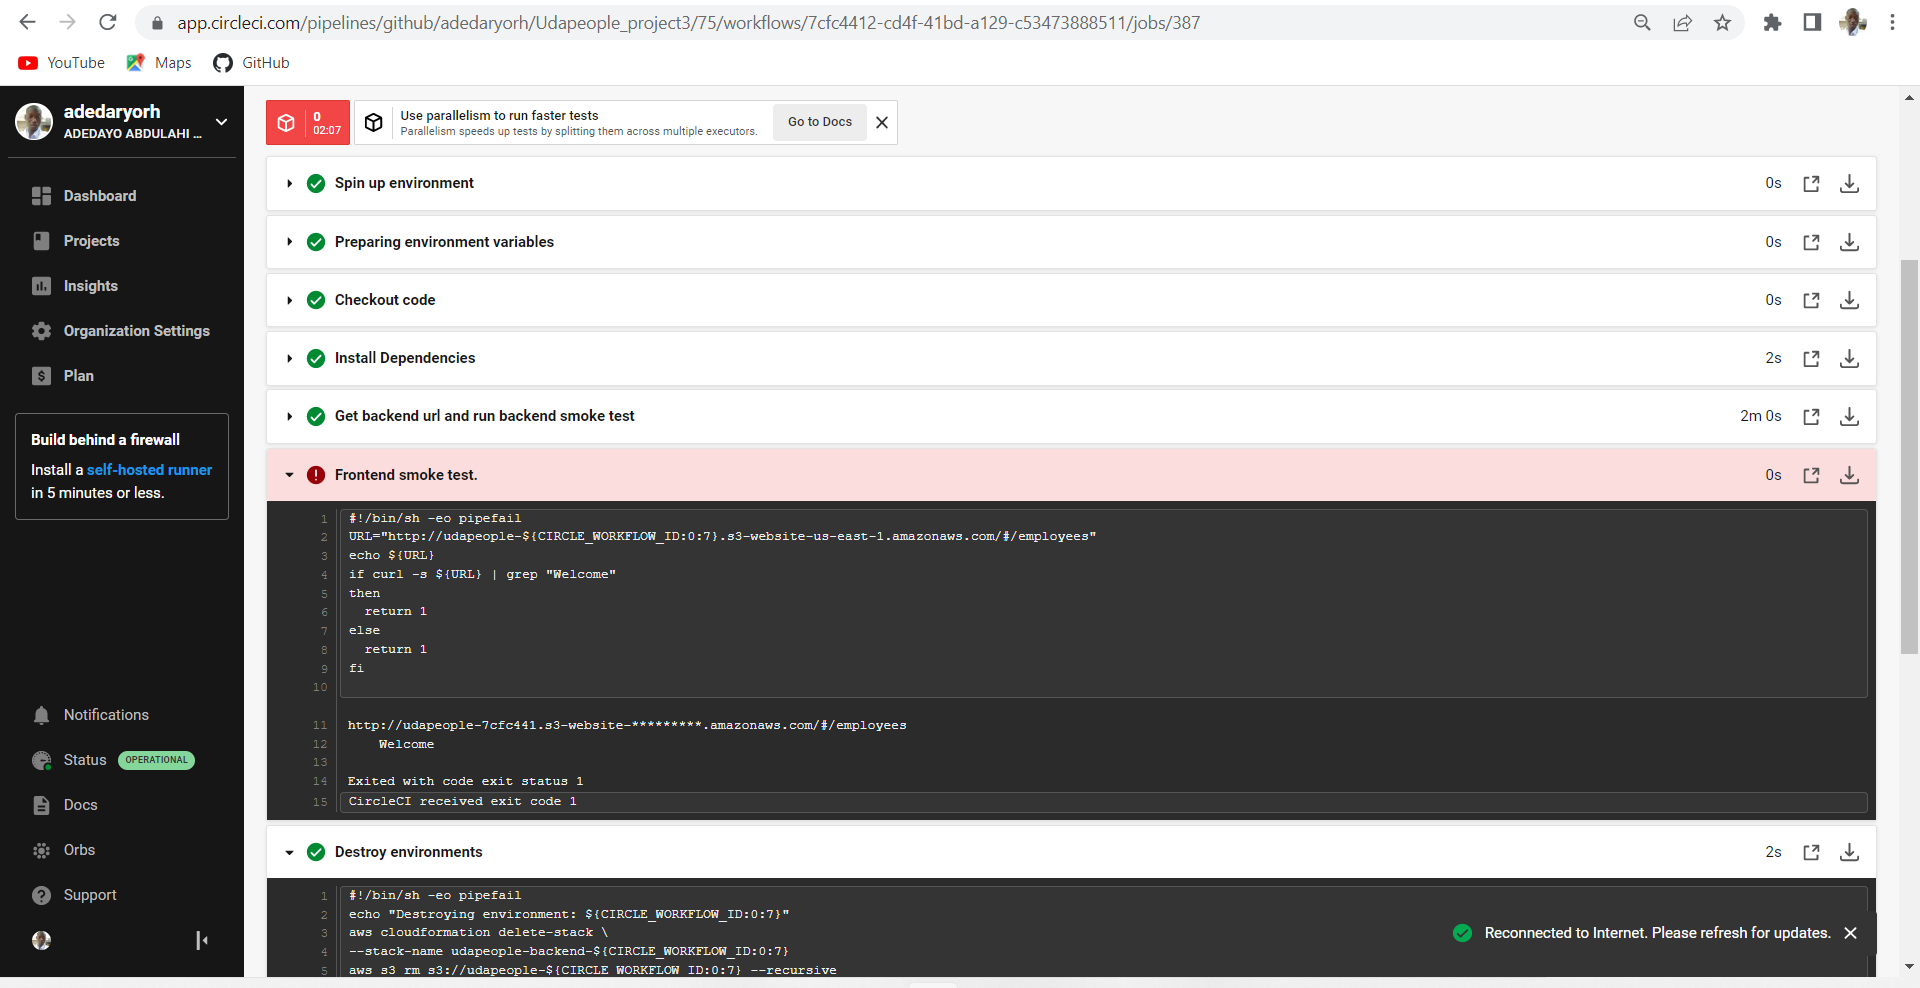 app.circleci.com/pipelines/github/adedaryorh/Udapeople_project3/75/workflows/7cfc4412-cd4f-41bd-a129-c53473888511/jobs/387
YouTube
Maps
GitHub
adedaryorh
ADEDAYO ABDULAHI ...
Dashboard
Projects
Insights
Organization Settings
Plan
Build behind a firewall
Install a self-hosted runner
in 5 minutes or less.
Notifications
Status OPERATIONAL
Docs
Orbs
Support
0
02:07
Use parallelism to run faster tests
Parallelism speeds up tests by splitting them across multiple executors.
Go to Docs
Spin up environment 0s
Preparing environment variables 0s
Checkout code 0s
Install Dependencies 2s
Get backend url and run backend smoke test 2m 0s
Frontend smoke test. 0s
1 #!/bin/sh -eo pipefail
2 URL="http://udapeople-${CIRCLE_WORKFLOW_ID:0:7}.s3-website-us-east-1.amazonaws.com/#/employees"
3 echo ${URL}
4 if curl -s ${URL} | grep "Welcome"
5 then
6 return 1
7 else
8 return 1
9 fi
10
11 http://udapeople-7cfc441.s3-website-*********.amazonaws.com/#/employees
12 Welcome
13
14 Exited with code exit status 1
15 CircleCI received exit code 1
Destroy environments 2s
1 #!/bin/sh -eo pipefail
2 echo "Destroying environment: ${CIRCLE_WORKFLOW_ID:0:7}"
3 aws cloudformation delete-stack \
4 --stack-name udapeople-backend-${CIRCLE_WORKFLOW_ID:0:7}
5 aws s3 rm s3://udapeople-${CIRCLE_WORKFLOW_ID:0:7} --recursive
Reconnected to Internet. Please refresh for updates.